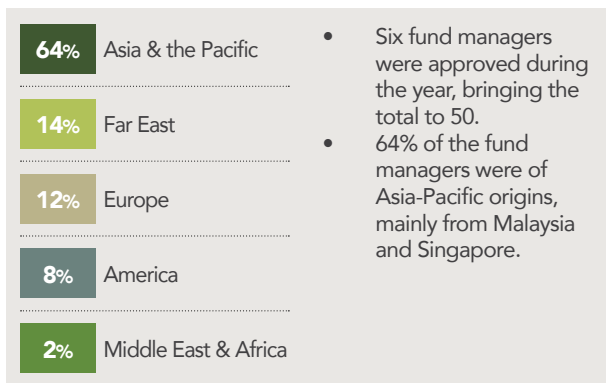 64% Asia & the Pacific
14% Far East
12% Europe
8% America
2% Middle East & Africa
• Six fund managers
were approved during
the year, bringing the
total to 50.
• 64% of the fund
managers were of
Asia-Pacific origins,
mainly from Malaysia
and Singapore.